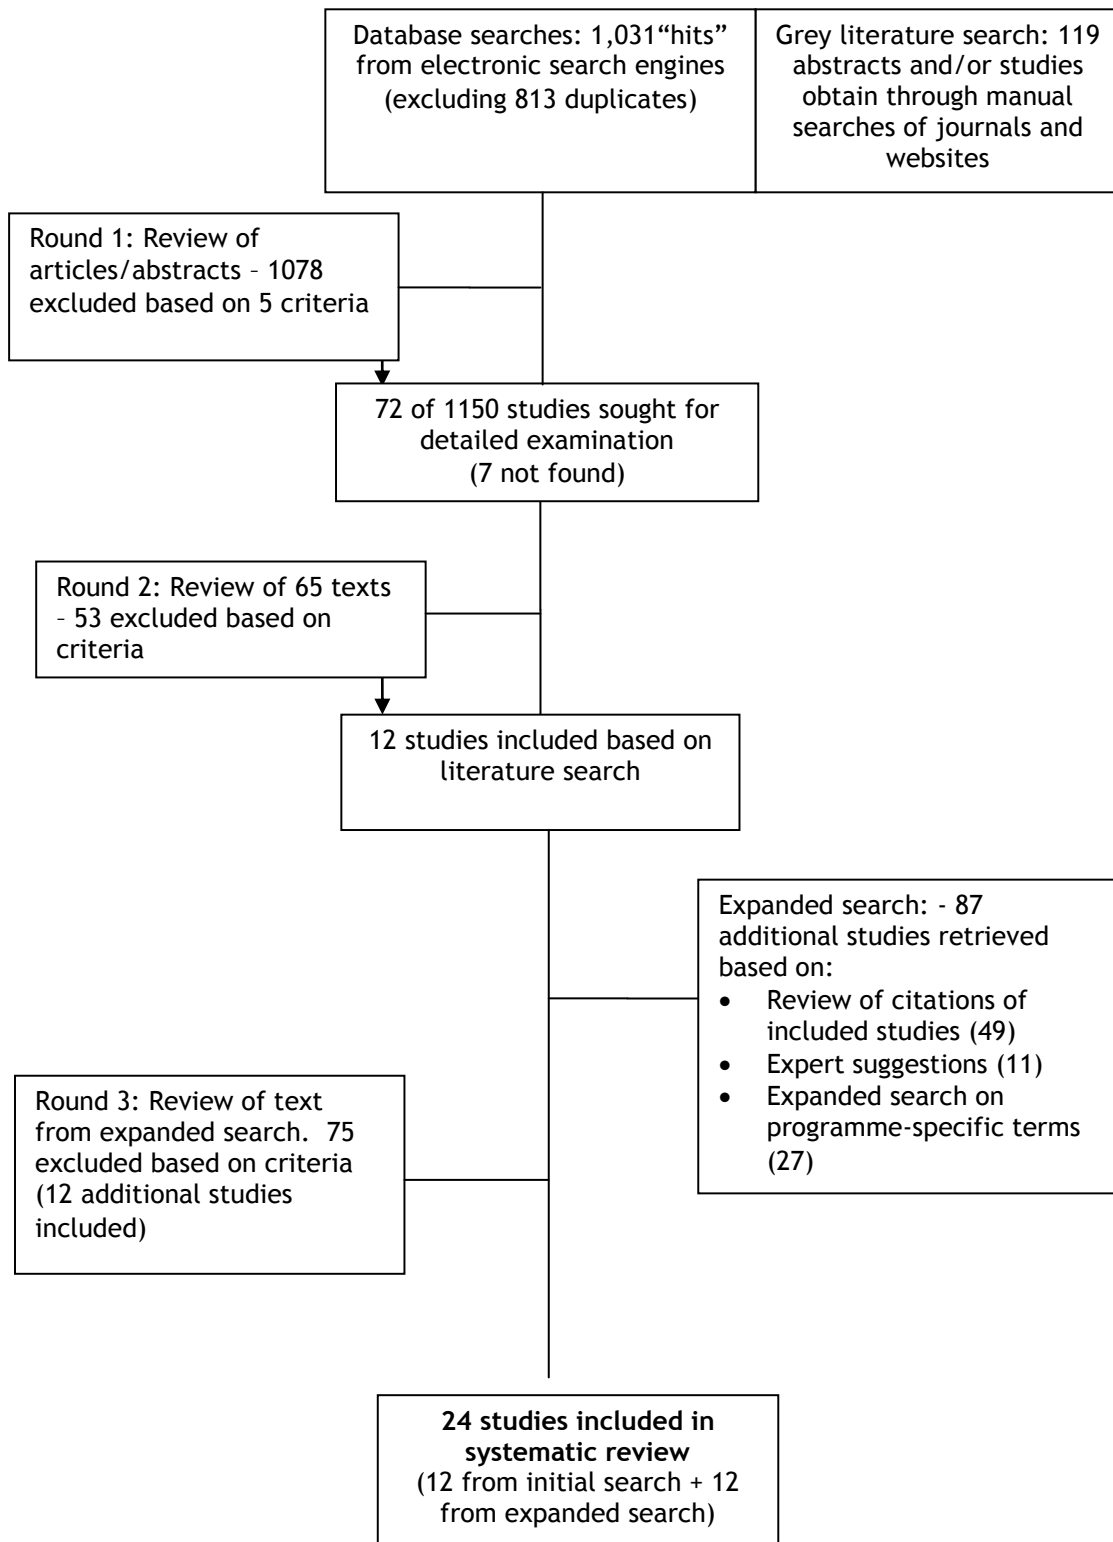 Database searches: 1,031“hits”
from electronic search engines
(excluding 813 duplicates)
Grey literature search: 119
abstracts and/or studies
obtain through manual
searches of journals and
websites
Round 1: Review of
articles/abstracts – 1078
excluded based on 5 criteria
72 of 1150 studies sought for
detailed examination
(7 not found)
Round 2: Review of 65 texts
– 53 excluded based on
criteria
12 studies included based on
literature search
Expanded search: - 87
additional studies retrieved
based on:
• Review of citations of
included studies (49)
• Expert suggestions (11)
• Expanded search on
programme-specific terms
(27)
Round 3: Review of text
from expanded search.  75
excluded based on criteria
(12 additional studies
included)
24 studies included in
systematic review
(12 from initial search + 12
from expanded search)